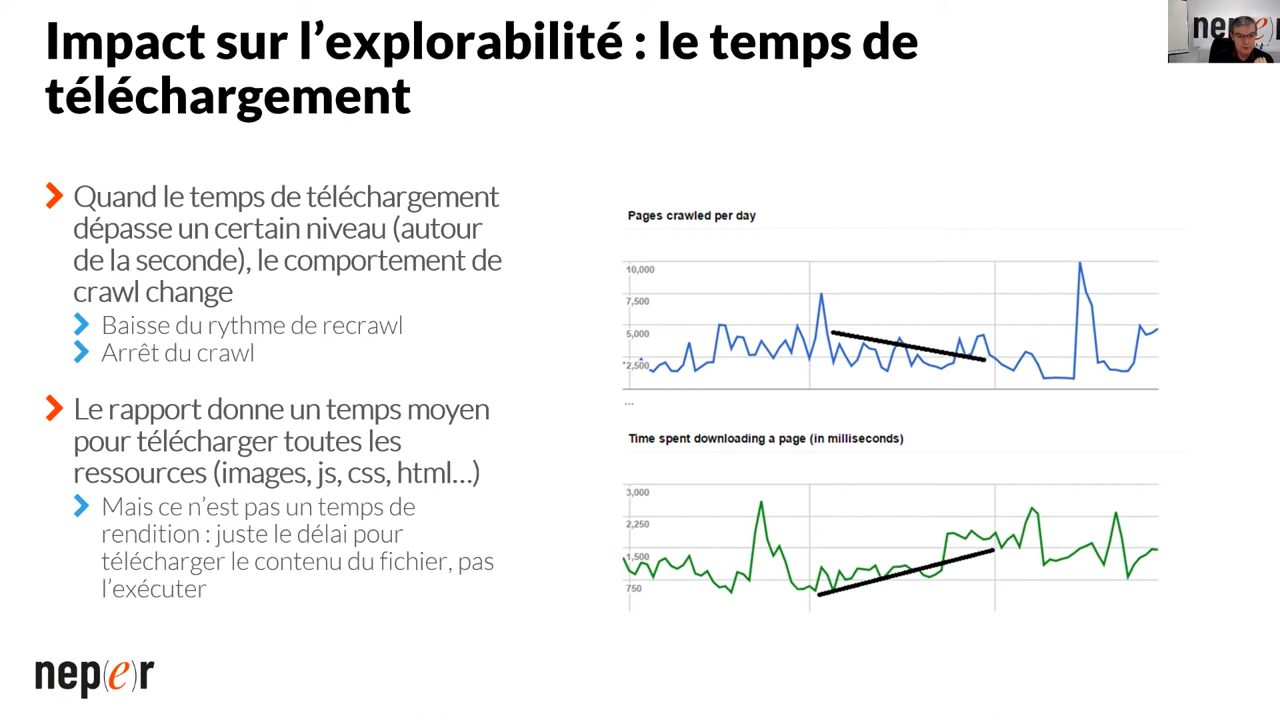 Impact sur l’explorabilité : le temps de
téléchargement
Quand le temps de téléchargement
dépasse un certain niveau (autour
de la seconde), le comportement de
crawl change
Baisse du rythme de recrawl
Arrêt du crawl
Le rapport donne un temps moyen
pour télécharger toutes les
ressources (images, js, css, html...)
Mais ce n’est pas un temps de
rendition : juste le délai pour
télécharger le contenu du fichier, pas
l’exécuter
nep(e)r
Pages crawled per day
10,000
7,500
5,000
2,500
...
Time spent downloading a page (in milliseconds)
3,000
2,250
1,500
750